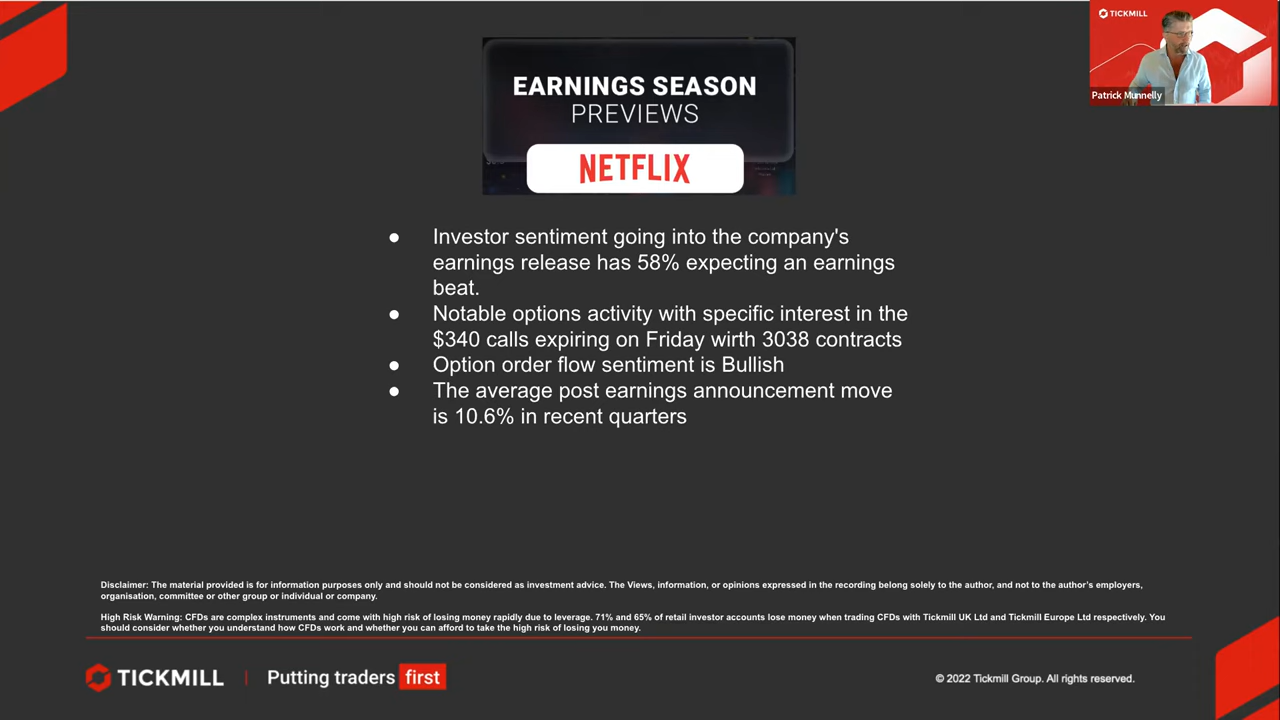 TICKMILL
Patrick Munnelly
EARNINGS SEASON
PREVIEWS
NETFLIX
● Investor sentiment going into the company's
earnings release has 58% expecting an earnings
beat.
● Notable options activity with specific interest in the
$340 calls expiring on Friday wirth 3038 contracts
● Option order flow sentiment is Bullish
● The average post earnings announcement move
is 10.6% in recent quarters
Disclaimer: The material provided is for information purposes only and should not be considered as investment advice. The Views, information, or opinions expressed in the recording belong solely to the author, and not to the author's employers,
organisation, committee or other group or individual or company.
High Risk Warning: CFDs are complex instruments and come with high risk of losing money rapidly due to leverage. 71% and 65% of retail investor accounts lose money when trading CFDs with Tickmill UK Ltd and Tickmill Europe Ltd respectively. You
should consider whether you understand how CFDs work and whether you can afford to take the high risk of losing you money.
TICKMILL | Putting traders first
© 2022 Tickmill Group. All rights reserved.